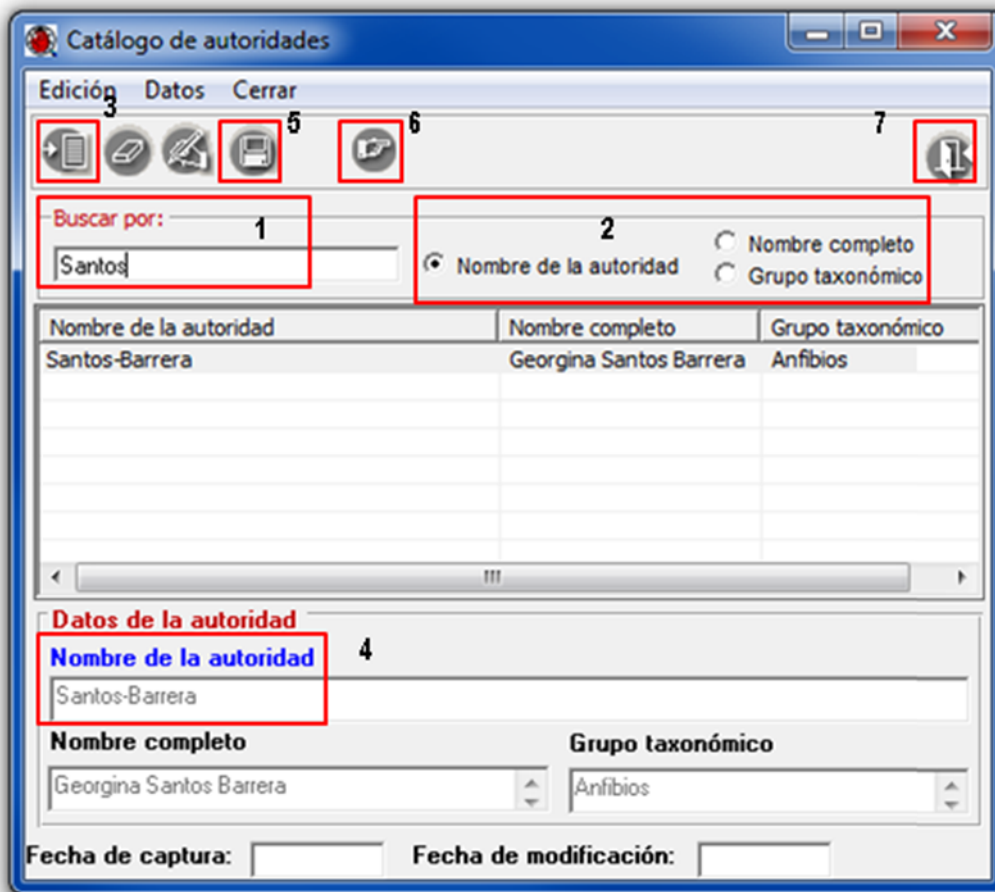 Catálogo de autoridades
Edición Datos Cerrar
3 5 6 7
Buscar por: 1
Santos
2
Nombre de la autoridad
Nombre completo
Grupo taxonómico
Nombre de la autoridad Nombre completo Grupo taxonómico
Santos-Barrera Georgina Santos Barrera Anfibios
Datos de la autoridad
Nombre de la autoridad 4
Santos-Barrera
Nombre completo Grupo taxonómico
Georgina Santos Barrera Anfibios
Fecha de captura: Fecha de modificación: